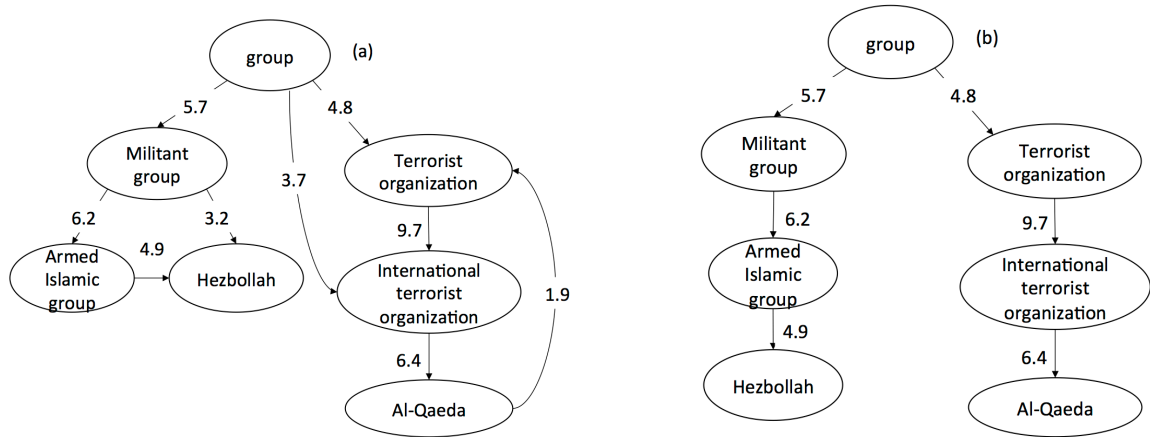 group
(a)
5.7
4.8
Militant
group
3.7
Terrorist
organization
6.2
3.2
9.7
4.9
Armed
Islamic
group
Hezbollah
International
terrorist
organization
1.9
6.4
Al-Qaeda
group
(b)
5.7
4.8
Militant
group
Terrorist
organization
6.2
9.7
Armed
Islamic
group
International
terrorist
organization
4.9
6.4
Hezbollah
Al-Qaeda